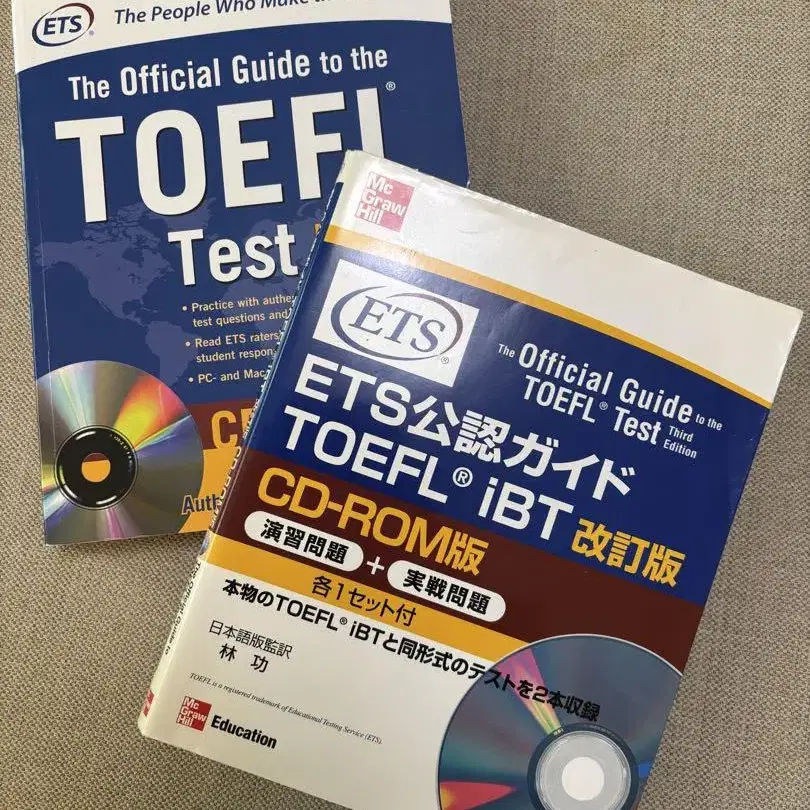 ETS
The People Who Make
The Official Guide to the
TOEFL®
Test
• Practice with
test questions and
• Read ETS raters
student
• PC- and Mac
Mc
Graw
Hill
ETS®
The Official Guide to the
TOEFL® Test Third
Edition
ETS公認ガイド
TOEFL® iBT 改訂版
CD-ROM版
演習問題 + 実戦問題
各1セット付
本物のTOEFL® iBTと同形式のテストを2本収録
日本語版監訳
林 功
TOEFL is a registered trademark of Educational Testing Service (ETS).
Mc
Graw
Hill
Education